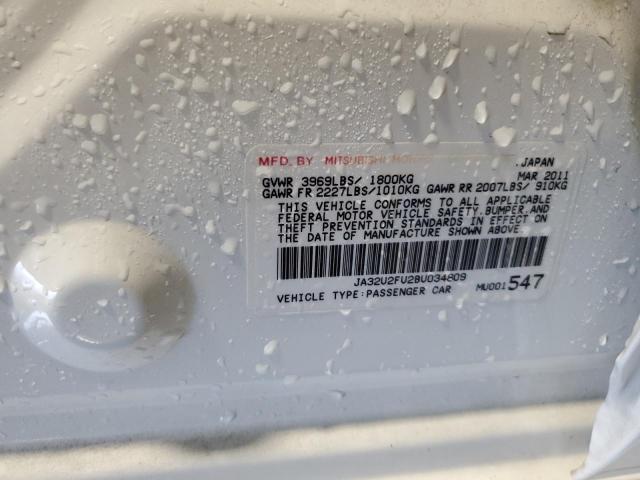 MFD. BY MITSUBISHI MOTORS , JAPAN
GVWR 3969LBS/ 1800KG MAR 2011
GAWR FR 2227LBS/1010KG GAWR RR 2007LBS/ 910KG
THIS VEHICLE CONFORMS TO ALL APPLICABLE
FEDERAL MOTOR VEHICLE SAFETY, BUMPER, AND
THEFT PREVENTION STANDARDS IN EFFECT ON
THE DATE OF MANUFACTURE SHOWN ABOVE.
JA32U2FU2BU034809
VEHICLE TYPE:PASSENGER CAR MU001547